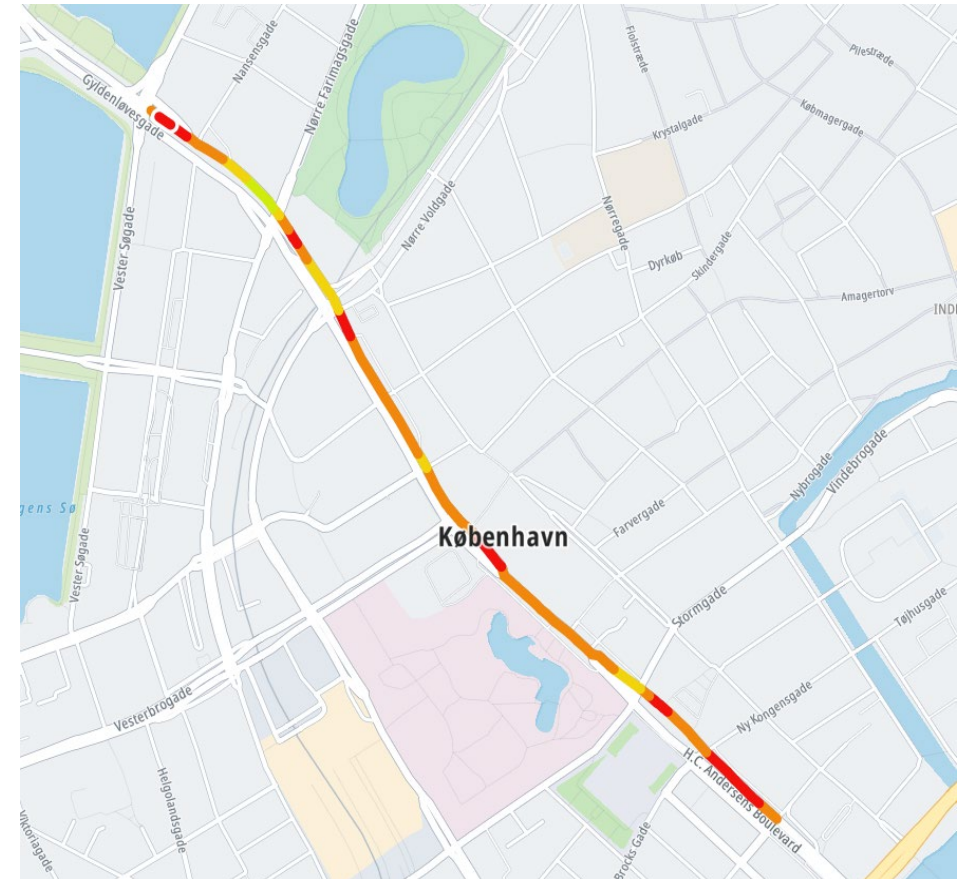 Gyldenløvesgade
Nansensgade
Nørre Farimagsgade
Fiolstræde
Pilestræde
Købmagergade
Krystalgade
Nørre Voldgade
Nørregade
Vester Søgade
Dyrkøb
Skindergade
Amagertorv
INDR
gens Sø
Vester Søgade
København
Farvergade
Nybrogade
Vindebrogade
Stormgade
Tøjhusgade
Vesterbrogade
Ny Kongensgade
H.C. Andersens Boulevard
Helgolandsgade
Viktoriagade
Brocks Gade